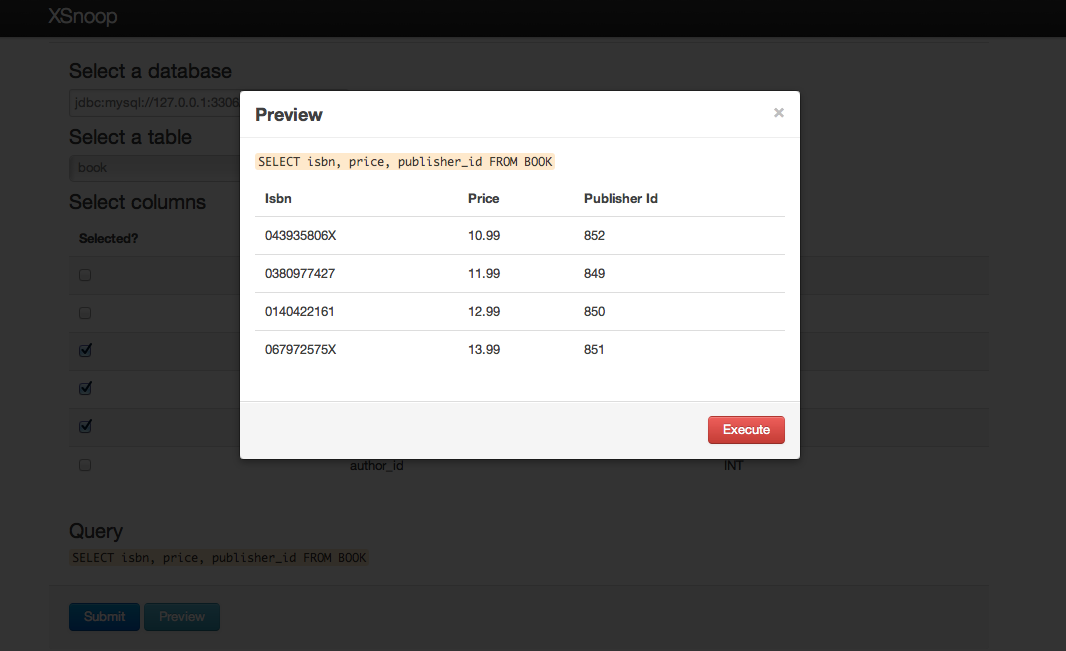 XSnoop
Select a database
jdbc:mysql://127.0.0.1:3306
Select a table
book
Select columns
Selected?
Preview
×
SELECT isbn, price, publisher_id FROM BOOK
Isbn Price Publisher Id
043935806X 10.99 852
0380977427 11.99 849
0140422161 12.99 850
067972575X 13.99 851
Execute
author_id INT
Query
SELECT isbn, price, publisher_id FROM BOOK
Submit Preview